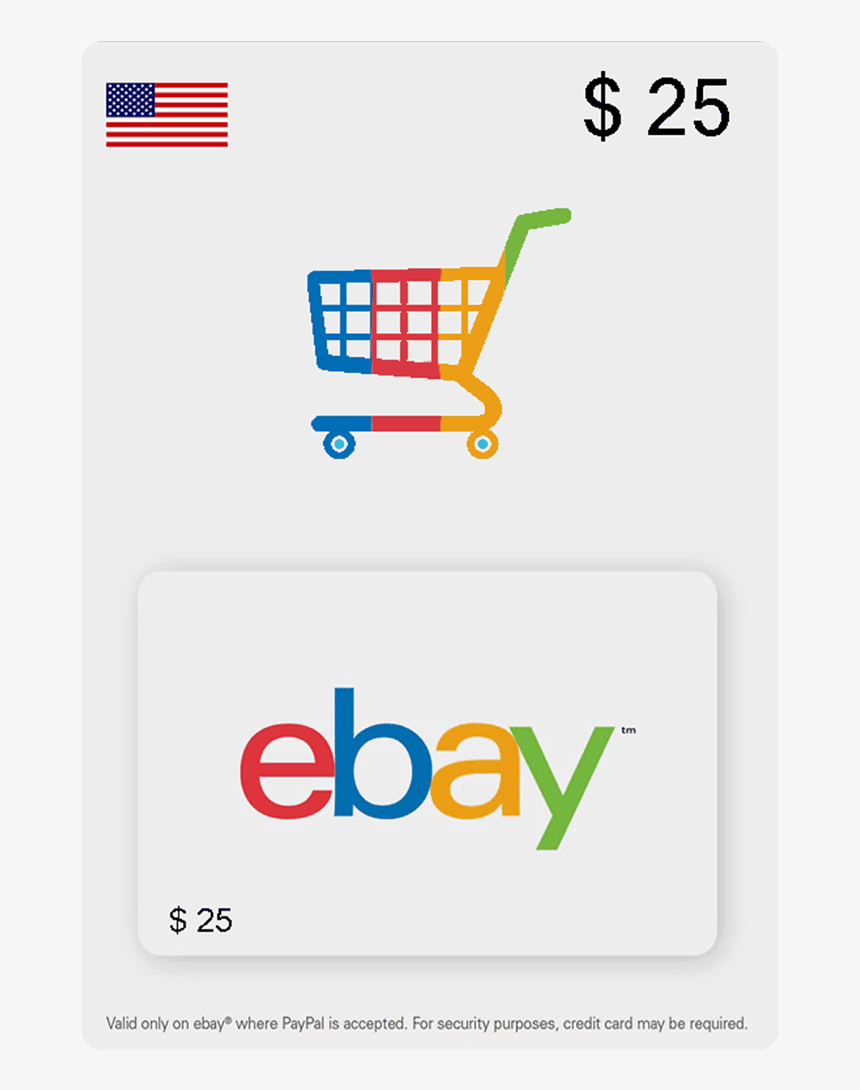 $ 25
ebay™
$ 25
Valid only on ebay® where PayPal is accepted. For security purposes, credit card may be required.